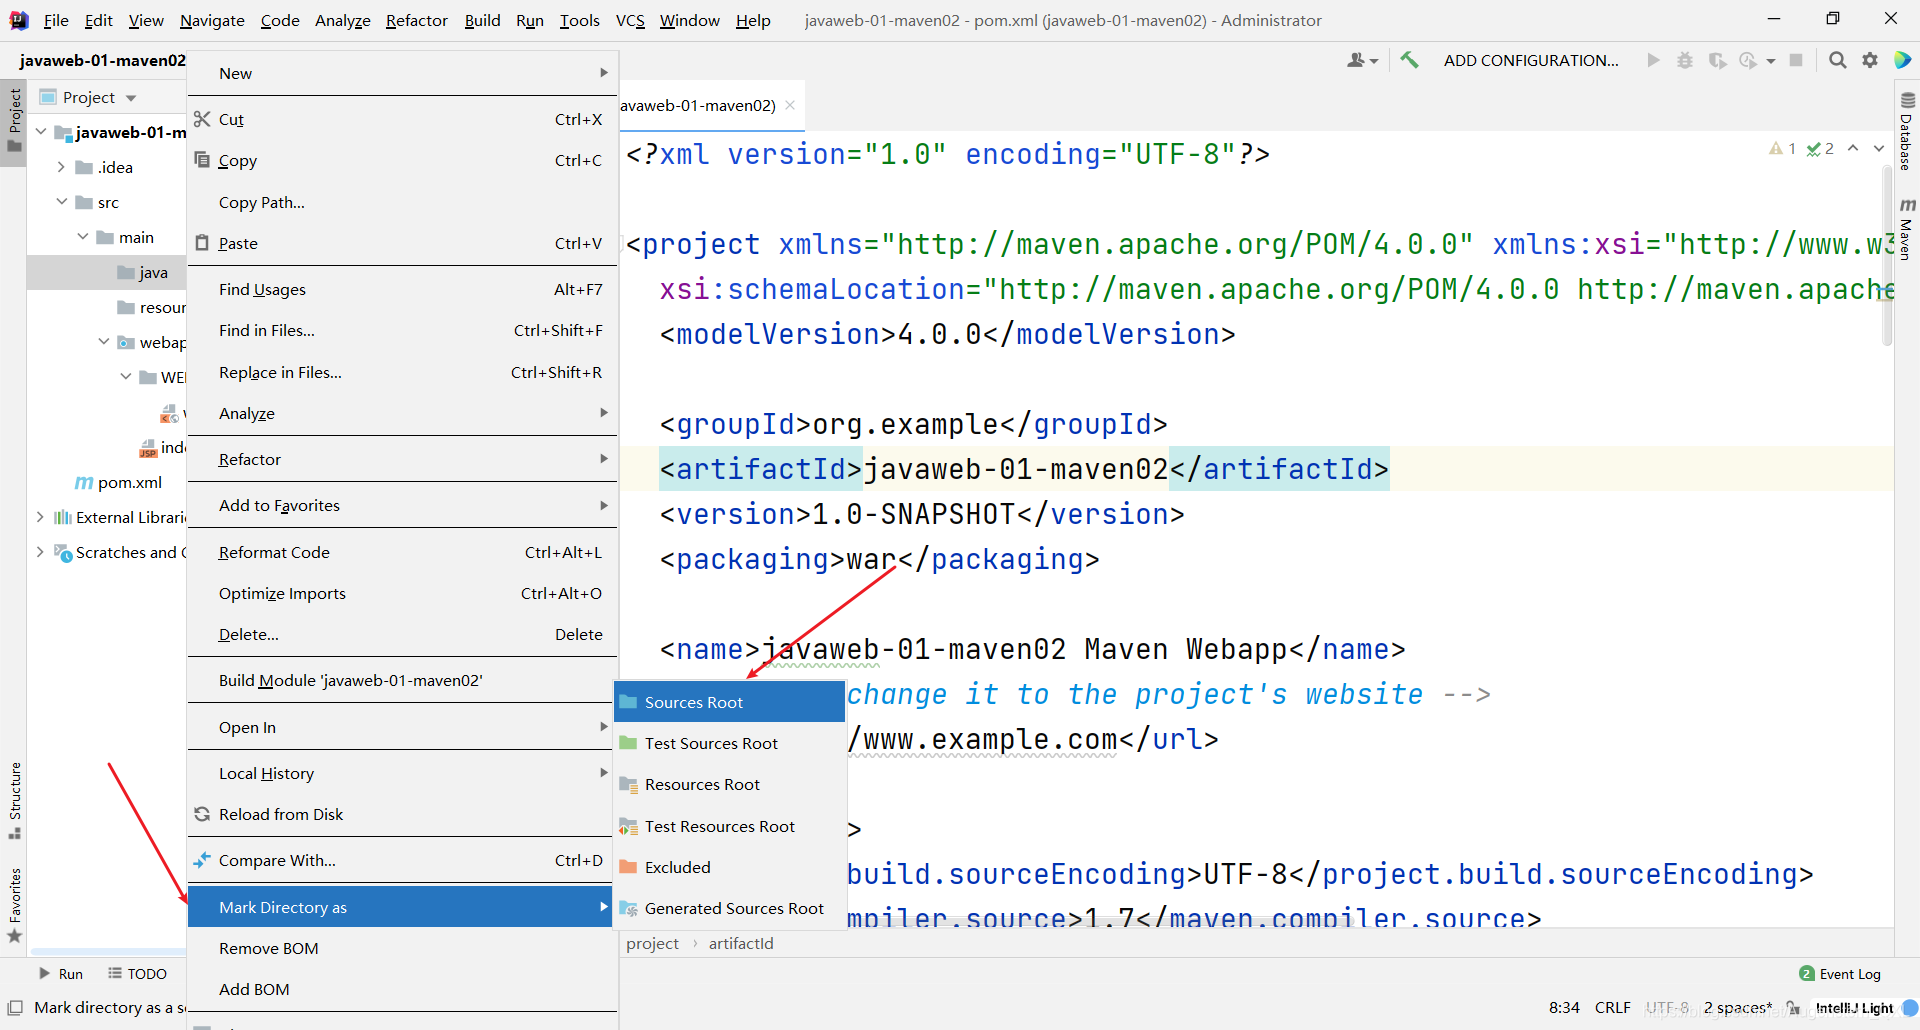 File Edit View Navigate Code Analyze Refactor Build Run Tools VCS Window Help javaweb-01-maven02 - pom.xml (javaweb-01-maven02) - Administrator
javaweb-01-maven02
ADD CONFIGURATION...
Project
Project
javaweb-01-m
.idea
src
main
java
resour
webap
WE
ind
pom.xml
External Librari
Scratches and
Structure
Favorites
New
Cut Ctrl+X
Copy Ctrl+C
Copy Path...
Paste Ctrl+V
Find Usages Alt+F7
Find in Files... Ctrl+Shift+F
Replace in Files... Ctrl+Shift+R
Analyze
Refactor
Add to Favorites
Reformat Code Ctrl+Alt+L
Optimize Imports Ctrl+Alt+O
Delete... Delete
Build Module 'javaweb-01-maven02'
Open In
Local History
Reload from Disk
Compare With... Ctrl+D
Mark Directory as
Remove BOM
Add BOM
Sources Root
Test Sources Root
Resources Root
Test Resources Root
Excluded
Generated Sources Root
avaweb-01-maven02)
1 2
<?xml version="1.0" encoding="UTF-8"?>
<project xmlns="http://maven.apache.org/POM/4.0.0" xmlns:xsi="http://www.w3
xsi:schemaLocation="http://maven.apache.org/POM/4.0.0 http://maven.apache
<modelVersion>4.0.0</modelVersion>
<groupId>org.example</groupId>
<artifactId>javaweb-01-maven02</artifactId>
<version>1.0-SNAPSHOT</version>
<packaging>war</packaging>
<name>javaweb-01-maven02 Maven Webapp</name>
change it to the project's website -->
/www.example.com</url>
>
build.sourceEncoding>UTF-8</project.build.sourceEncoding>
mpiler.source>1.7</maven.compiler.source>
project › artifactId
Database
Maven
Run TODO
2 Event Log
Mark directory as a s
8:34 CRLF UTF-8 2 spaces* IntelliJ Light